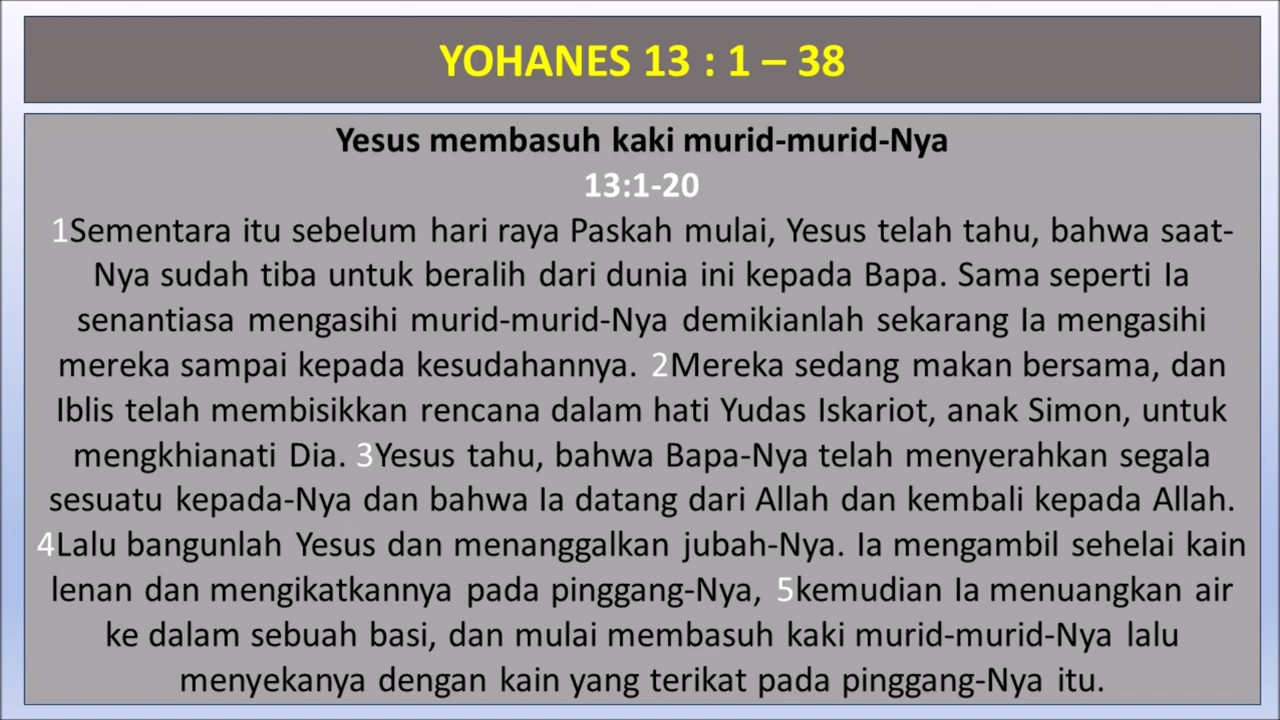 YOHANES 13 : 1 – 38
Yesus membasuh kaki murid-murid-Nya
13:1-20
1Sementara itu sebelum hari raya Paskah mulai, Yesus telah tahu, bahwa saat-
Nya sudah tiba untuk beralih dari dunia ini kepada Bapa. Sama seperti Ia
senantiasa mengasihi murid-murid-Nya demikianlah sekarang Ia mengasihi
mereka sampai kepada kesudahannya. 2Mereka sedang makan bersama, dan
Iblis telah membisikkan rencana dalam hati Yudas Iskariot, anak Simon, untuk
mengkhianati Dia. 3Yesus tahu, bahwa Bapa-Nya telah menyerahkan segala
sesuatu kepada-Nya dan bahwa Ia datang dari Allah dan kembali kepada Allah.
4Lalu bangunlah Yesus dan menanggalkan jubah-Nya. Ia mengambil sehelai kain
lenan dan mengikatkannya pada pinggang-Nya, 5kemudian Ia menuangkan air
ke dalam sebuah basi, dan mulai membasuh kaki murid-murid-Nya lalu
menyekanya dengan kain yang terikat pada pinggang-Nya itu.